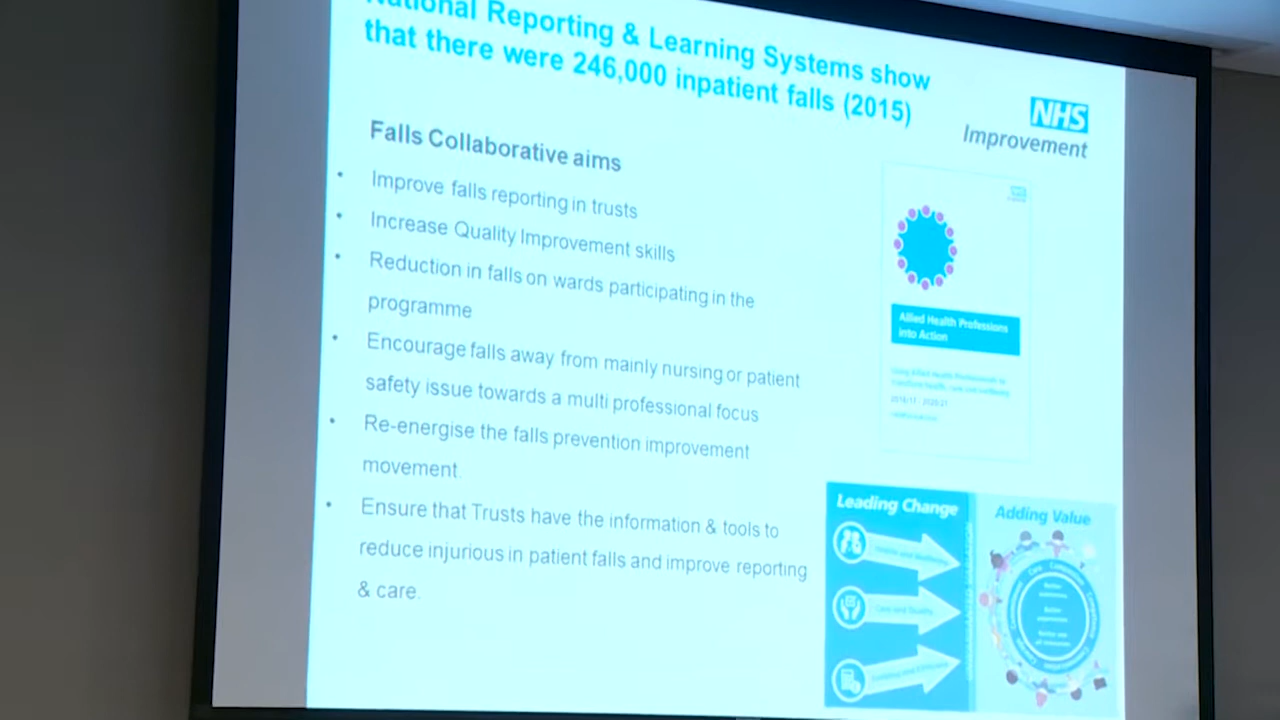 National Reporting & Learning Systems show
that there were 246,000 inpatient falls (2015)
NHS
Improvement
Falls Collaborative aims
• Improve falls reporting in trusts
• Increase Quality Improvement skills
• Reduction in falls on wards participating in the
programme
• Encourage falls away from mainly nursing or patient
safety issue towards a multi professional focus
• Re-energise the falls prevention improvement
movement.
• Ensure that Trusts have the information & tools to
reduce injurious in patient falls and improve reporting
& care.
NHS
Allied Health Professions
into Action
Leading Change
Care and Quality
Adding Value